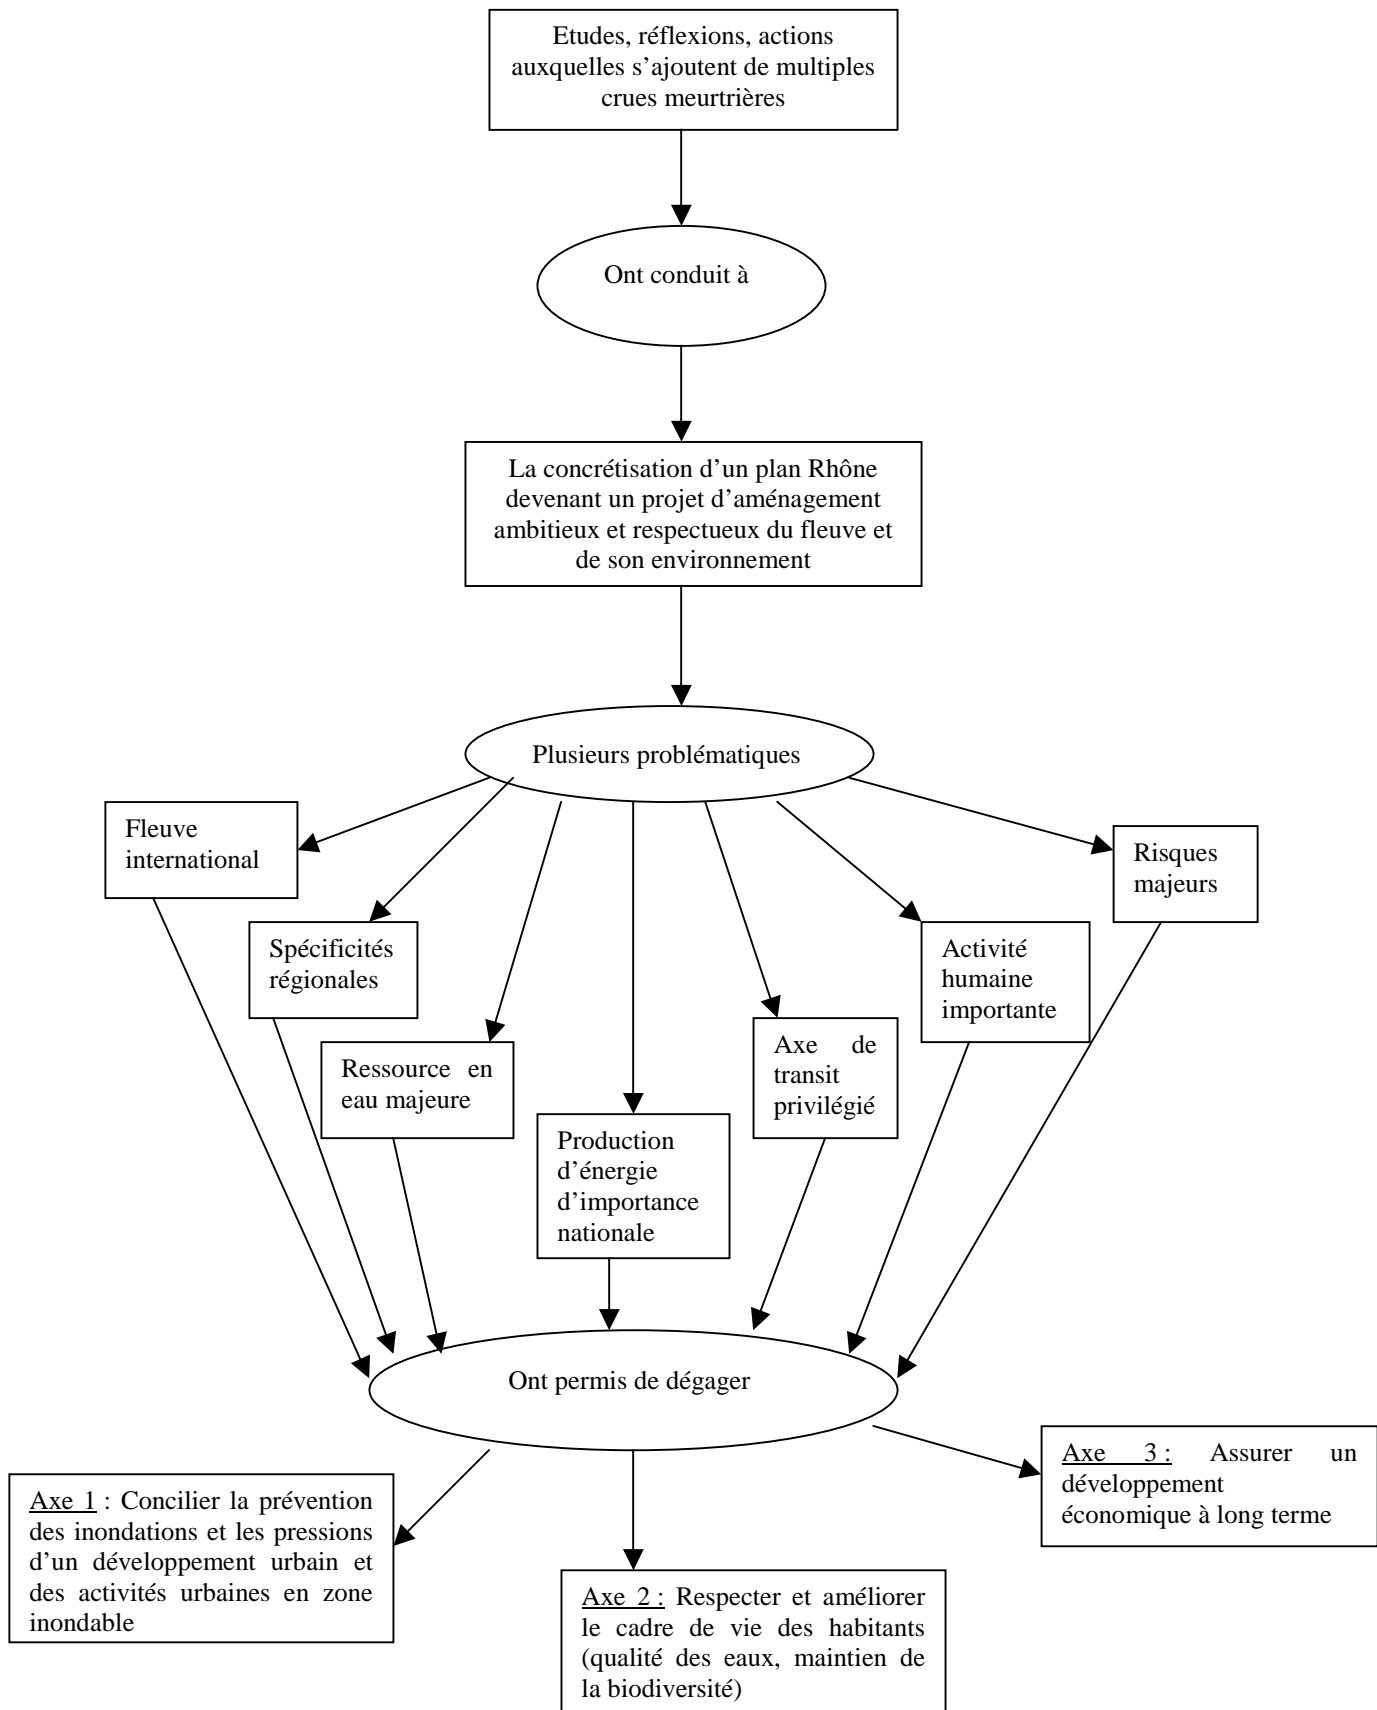 Etudes, réflexions, actions
auxquelles s’ajoutent de multiples
crues meurtrières
Ont conduit à
La concrétisation d’un plan Rhône
devenant un projet d’aménagement
ambitieux et respectueux du fleuve et
de son environnement
Plusieurs problématiques
Fleuve
international
Risques
majeurs
Spécificités
régionales
Activité
humaine
importante
Ressource en
eau majeure
Axe de
transit
privilégié
Production
d’énergie
d’importance
nationale
Ont permis de dégager
Axe 1 : Concilier la prévention
des inondations et les pressions
d’un développement urbain et
des activités urbaines en zone
inondable
Axe 2 : Respecter et améliorer
le cadre de vie des habitants
(qualité des eaux, maintien de
la biodiversité)
Axe 3 : Assurer un
développement
économique à long terme